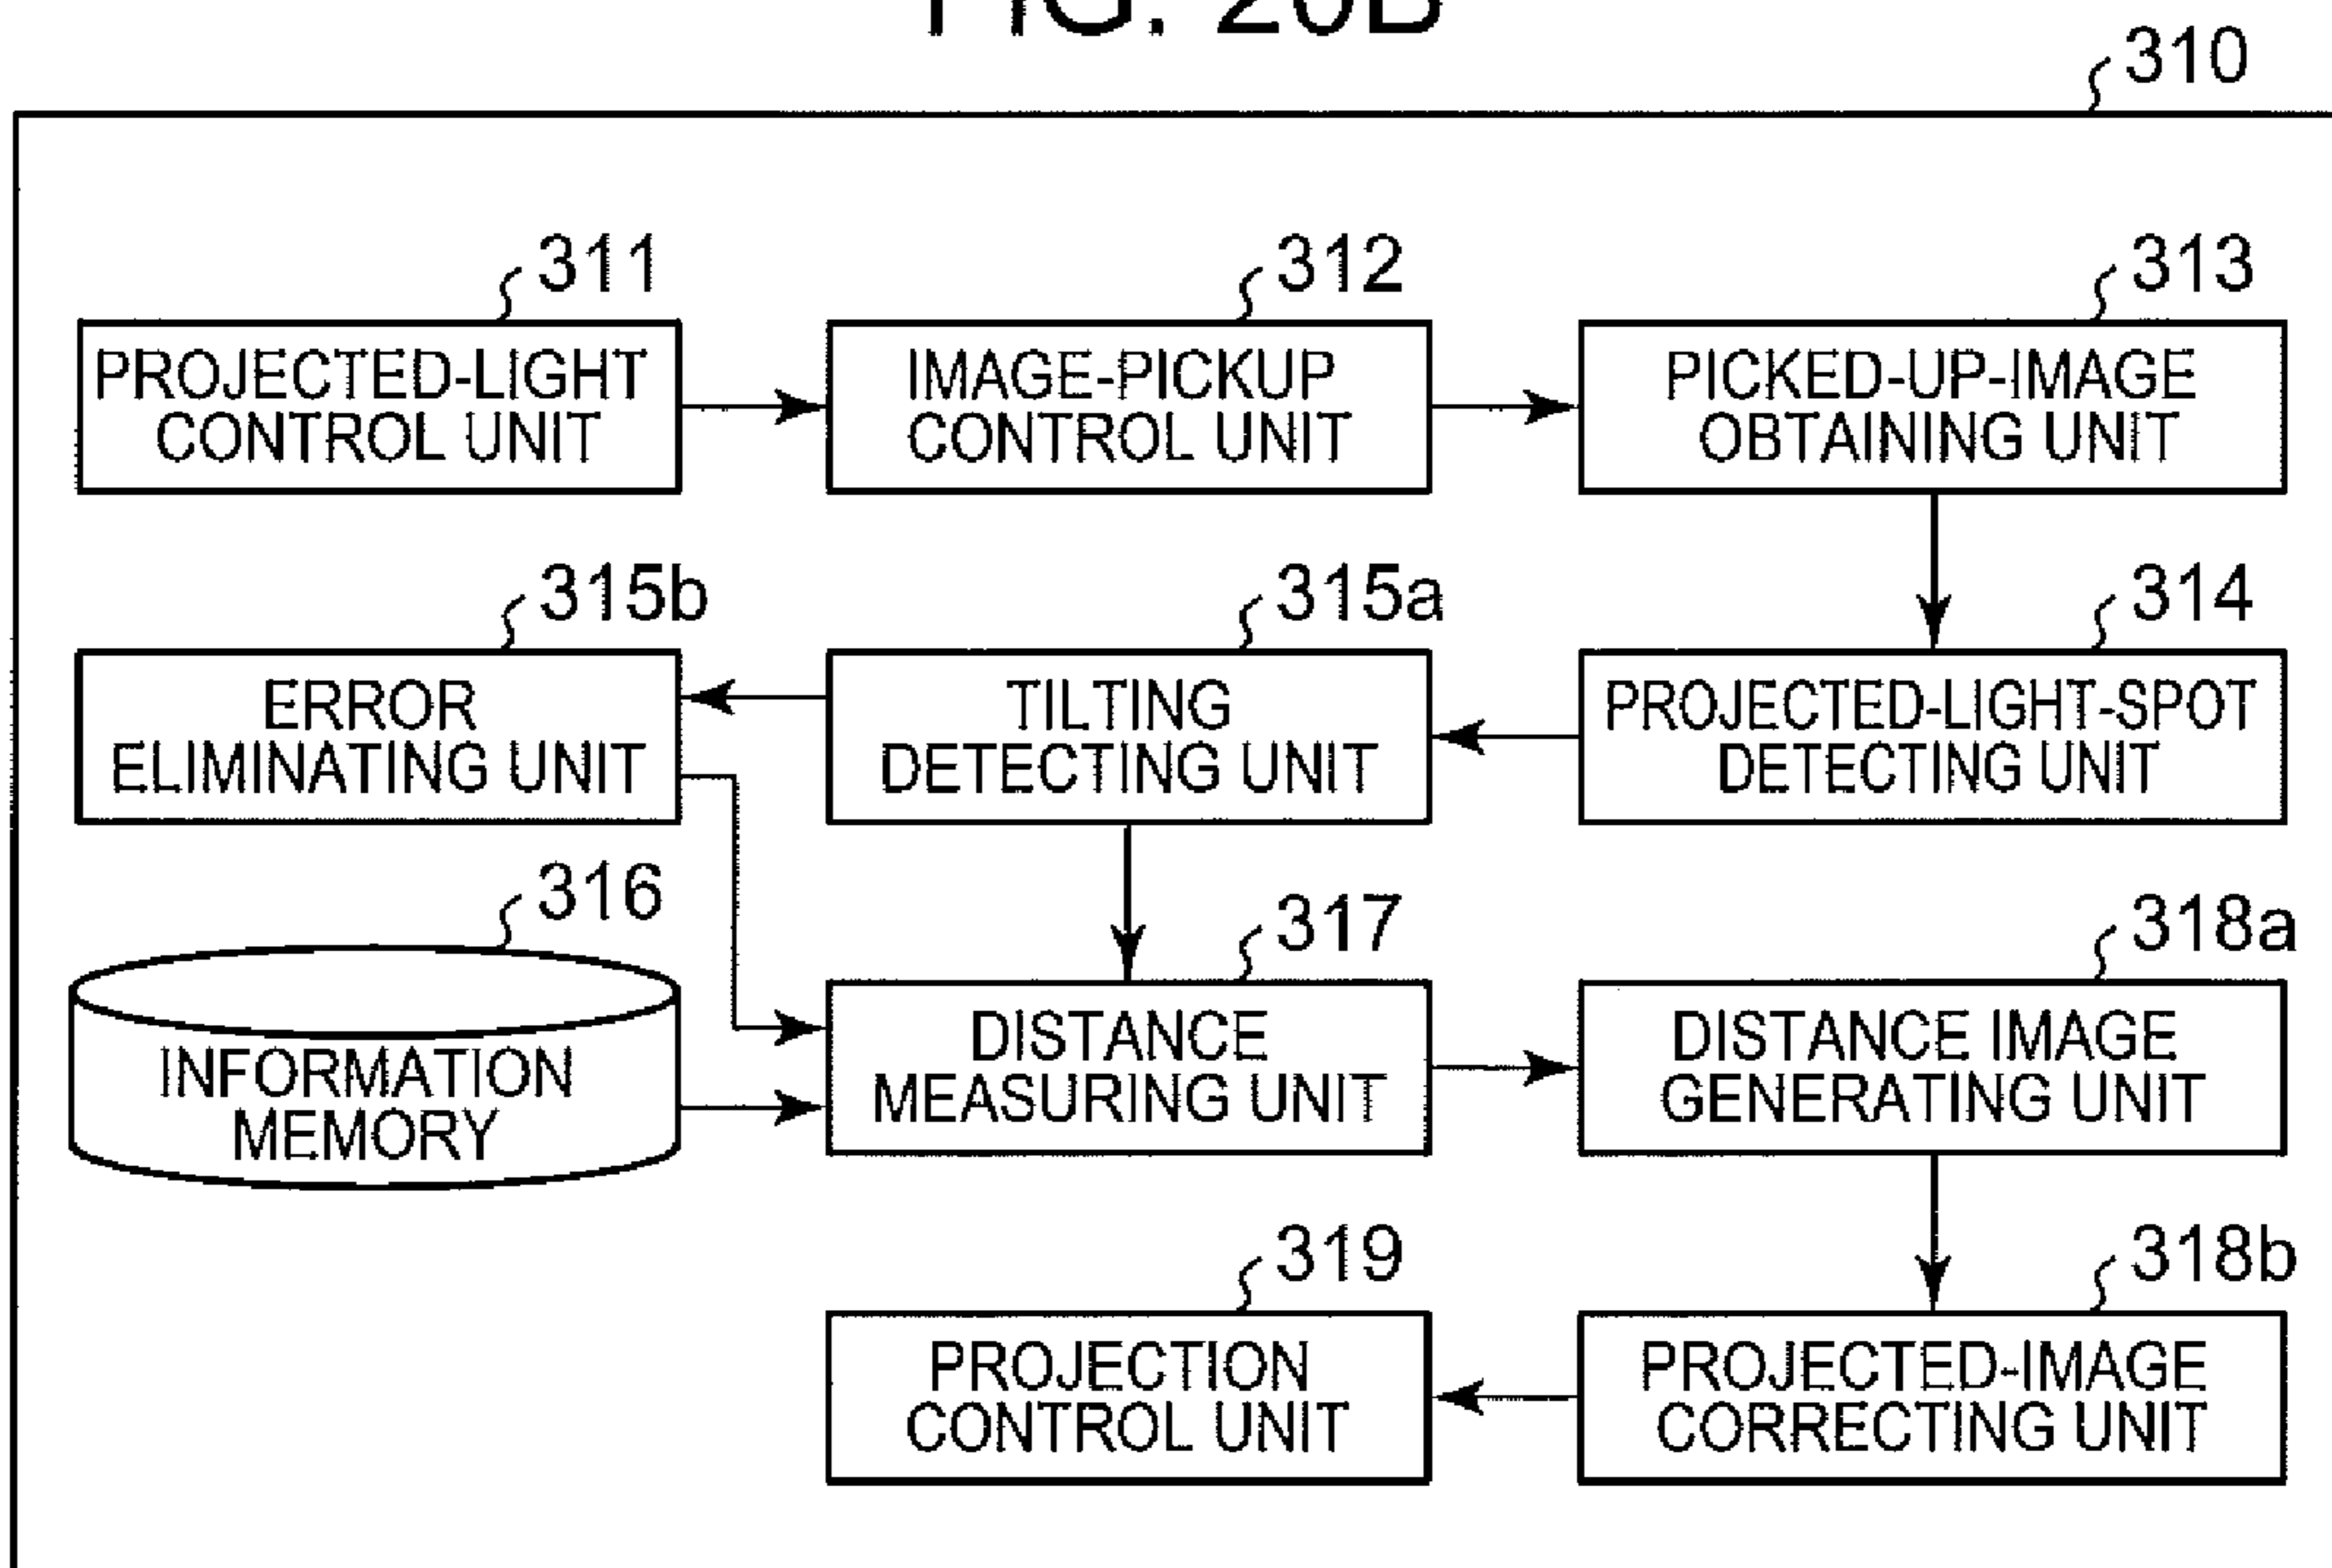 FIG. 20B
310
311
312
313
PROJECTED-LIGHT
CONTROL UNIT
IMAGE-PICKUP
CONTROL UNIT
PICKED-UP-IMAGE
OBTAINING UNIT
315b
315a
314
ERROR
ELIMINATING UNIT
TILTING
DETECTING UNIT
PROJECTED-LIGHT-SPOT
DETECTING UNIT
316
317
318a
INFORMATION
MEMORY
DISTANCE
MEASURING UNIT
DISTANCE IMAGE
GENERATING UNIT
319
318b
PROJECTION
CONTROL UNIT
PROJECTED-IMAGE
CORRECTING UNIT